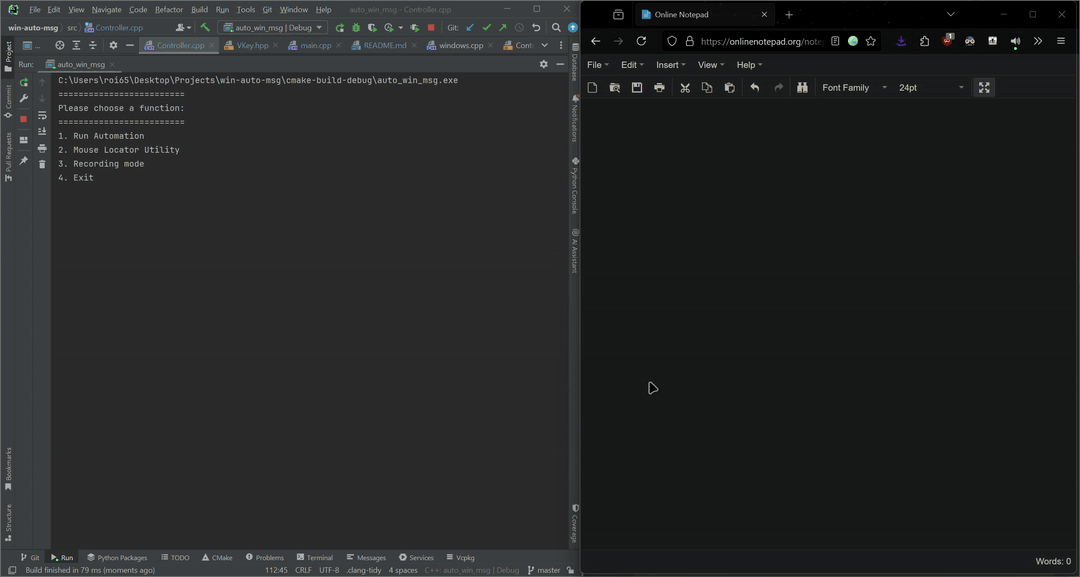 File Edit View Navigate Code Refactor Build Run Tools Git Window Help auto_win_msg - Controller.cpp
win-auto-msg src Controller.cpp auto_win_msg | Debug Git:
Project
Controller.cpp VKey.hpp main.cpp README.md windows.cpp Cont
Run: auto_win_msg
C:\Users\roi65\Desktop\Projects\win-auto-msg\cmake-build-debug\auto_win_msg.exe
=========================
Please choose a function:
=========================
1. Run Automation
2. Mouse Locator Utility
3. Recording mode
4. Exit
Commit
Pull Requests
Bookmarks
Structure
Database
Notifications
Python Console
AI Assistant
Coverage
Git Run Python Packages TODO CMake Problems Terminal Messages Services Vcpkg
Build finished in 79 ms (moments ago) 112:45 CRLF UTF-8 .clang-tidy 4 spaces C++: auto_win_msg | Debug master
Online Notepad
https://onlinenotepad.org/note 1
File Edit Insert View Help
Font Family 24pt
Words: 0